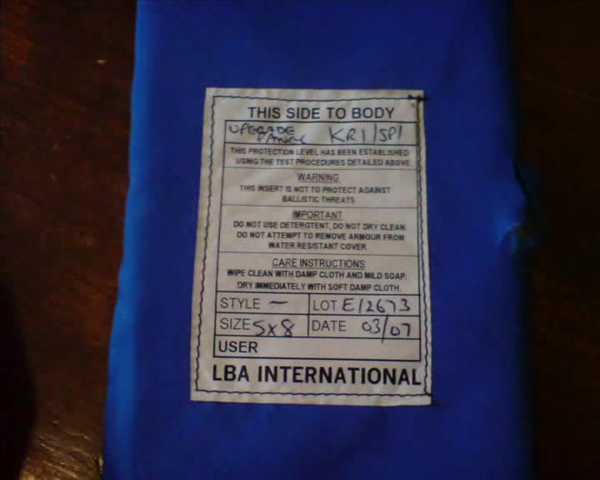 THIS SIDE TO BODY
UPGRADE PANEL KR1/SP1
THIS PROTECTION LEVEL HAS BEEN ESTABLISHED
USING THE TEST PROCEDURES DETAILED ABOVE
WARNING
THIS INSERT IS NOT TO PROTECT AGAINST
BALLISTIC THREATS
IMPORTANT
DO NOT USE DETERGTENT, DO NOT DRY CLEAN
DO NOT ATTEMPT TO REMOVE ARMOUR FROM
WATER RESISTANT COVER
CARE INSTRUCTIONS
WIPE CLEAN WITH DAMP CLOTH AND MILD SOAP.
DRY IMMEDIATELY WITH SOFT DAMP CLOTH.
STYLE – LOT E12673
SIZE 5x8 DATE 03/07
USER
LBA INTERNATIONAL